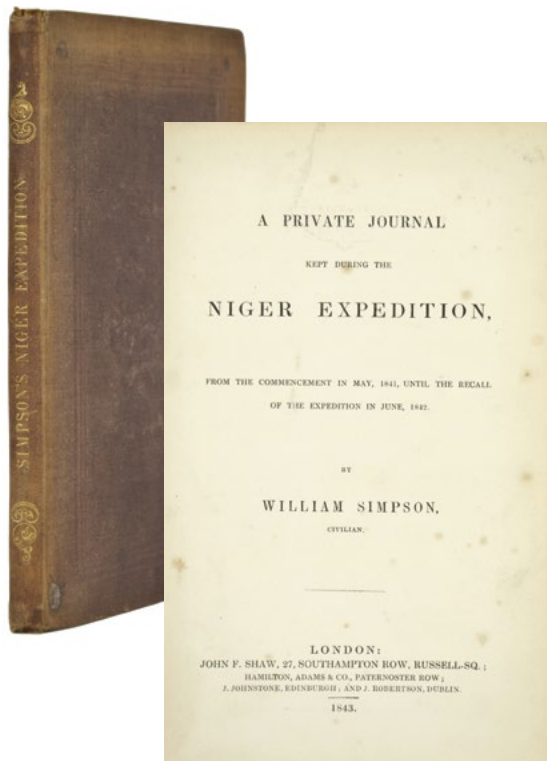 SIMPSON'S NIGER EXPEDITION
A PRIVATE JOURNAL
KEPT DURING THE
NIGER EXPEDITION,
FROM THE COMMENCEMENT IN MAY, 1841, UNTIL THE RECALL
OF THE EXPEDITION IN JUNE, 1842.
BY
WILLIAM SIMPSON,
CIVILIAN.
LONDON:
JOHN F. SHAW, 27, SOUTHAMPTON ROW, RUSSELL-SQ.;
HAMILTON, ADAMS & CO., PATERNOSTER ROW;
J. JOHNSTONE, EDINBURGH; AND J. ROBERTSON, DUBLIN.
1843.